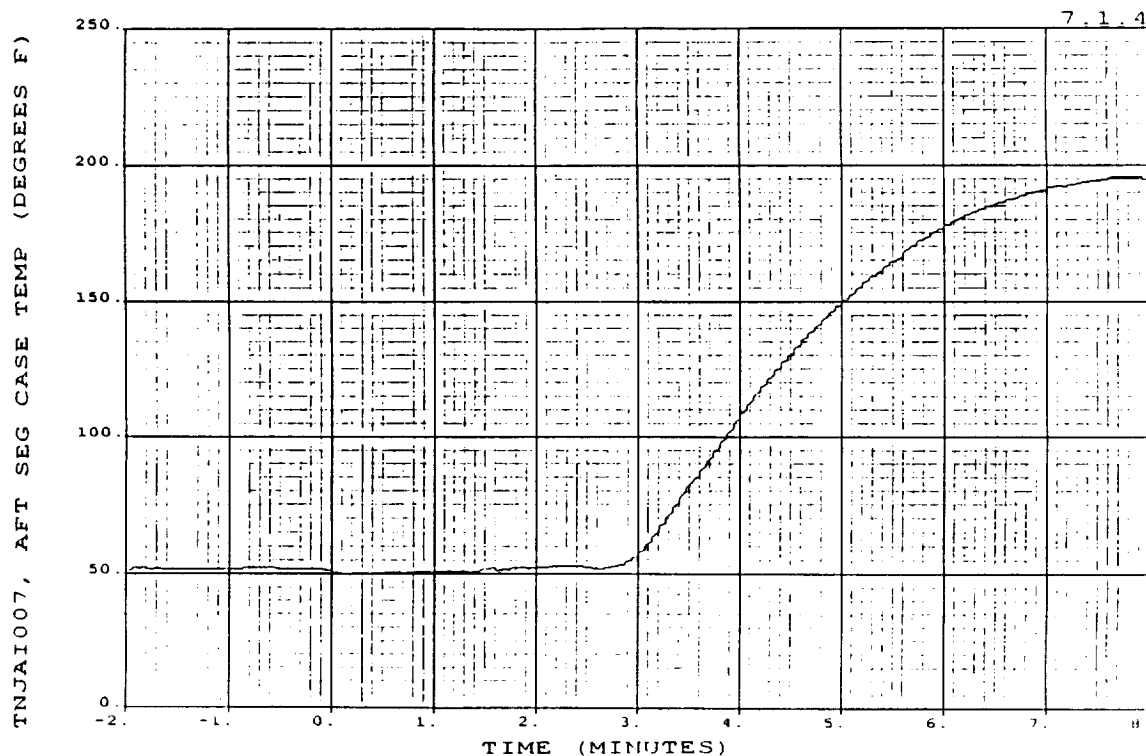 7.1.4
TNJAI007, AFT SEG CASE TEMP (DEGREES F)
250.
200.
150.
100.
50.
0.
-2. -1. 0. 1. 2. 3. 4. 5. 6. 7. 8
TIME (MINUTES)